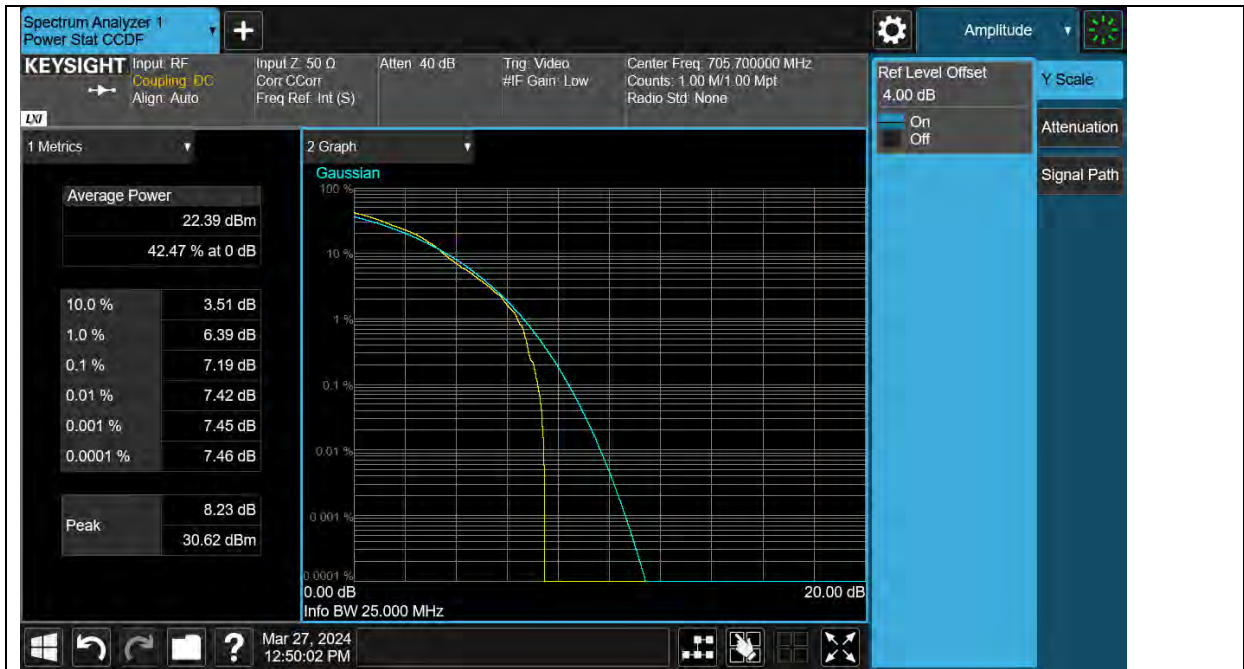 Spectrum Analyzer 1
Power Stat CCDF
Amplitude
KEYSIGHT
Input: RF
Coupling: DC
Align: Auto
Input Z: 50 Ω
Corr CCorr
Freq Ref: Int (S)
Atten: 40 dB
Trig: Video
#IF Gain: Low
Center Freq: 705.700000 MHz
Counts: 1.00 M/1.00 Mpt
Radio Std: None
LXI
Ref Level Offset
4.00 dB
On
Off
Y Scale
Attenuation
Signal Path
1 Metrics
Average Power
22.39 dBm
42.47 % at 0 dB
10.0 % 3.51 dB
1.0 % 6.39 dB
0.1 % 7.19 dB
0.01 % 7.42 dB
0.001 % 7.45 dB
0.0001 % 7.46 dB
Peak
8.23 dB
30.62 dBm
2 Graph
Gaussian
100 %
10 %
1 %
0.1 %
0.01 %
0.001 %
0.0001 %
0.00 dB
20.00 dB
Info BW 25.000 MHz
?
Mar 27, 2024
12:50:02 PM